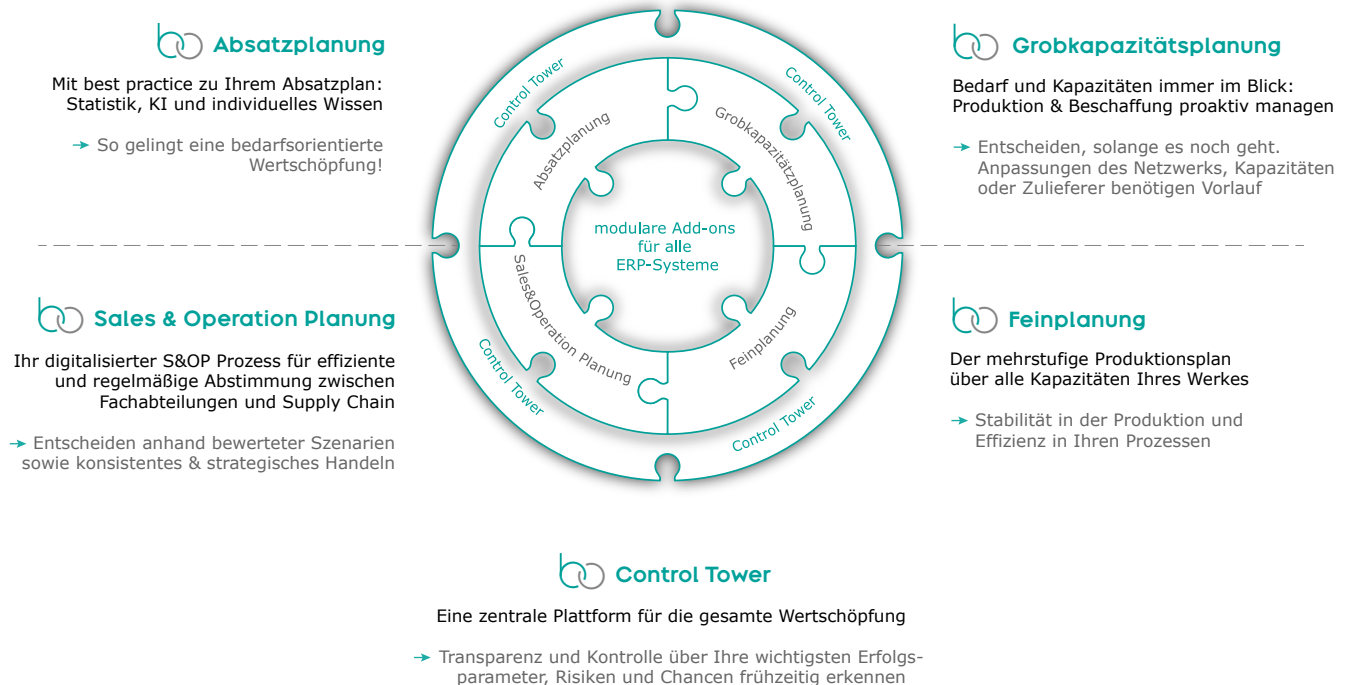 Absatzplanung
Mit best practice zu Ihrem Absatzplan:
Statistik, KI und individuelles Wissen
→ So gelingt eine bedarfsorientierte
Wertschöpfung!
Grobkapazitätsplanung
Bedarf und Kapazitäten immer im Blick:
Produktion & Beschaffung proaktiv managen
→ Entscheiden, solange es noch geht.
Anpassungen des Netzwerks, Kapazitäten
oder Zulieferer benötigen Vorlauf
Control Tower
Control Tower
Absatzplanung
Grobkapazitätzplanung
modulare Add-ons
für alle
ERP-Systeme
Sales&Operation Planung
Feinplanung
Control Tower
Control Tower
Sales & Operation Planung
Ihr digitalisierter S&OP Prozess für effiziente
und regelmäßige Abstimmung zwischen
Fachabteilungen und Supply Chain
→ Entscheiden anhand bewerteter Szenarien
sowie konsistentes & strategisches Handeln
Feinplanung
Der mehrstufige Produktionsplan
über alle Kapazitäten Ihres Werkes
→ Stabilität in der Produktion und
Effizienz in Ihren Prozessen
Control Tower
Eine zentrale Plattform für die gesamte Wertschöpfung
→ Transparenz und Kontrolle über Ihre wichtigsten Erfolgs-
parameter, Risiken und Chancen frühzeitig erkennen